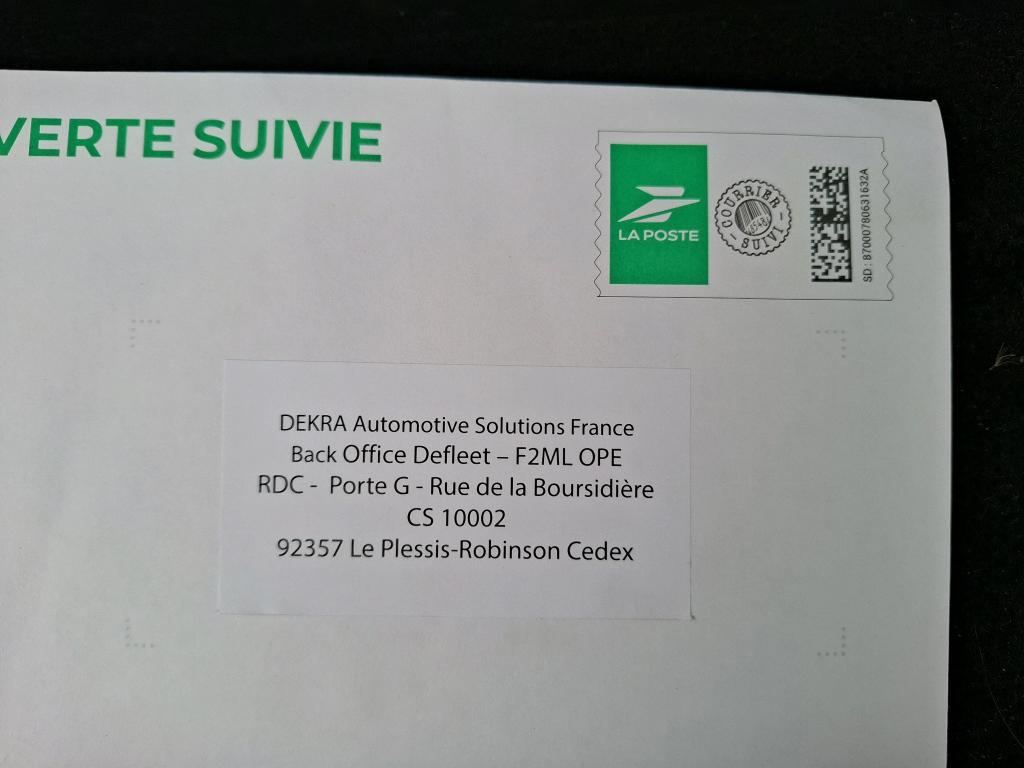 VERTE SUIVIE
LA POSTE
COURRIER
SUIVI
SD : 87000780631632A
DEKRA Automotive Solutions France
Back Office Defleet – F2ML OPE
RDC -  Porte G - Rue de la Boursidière
CS 10002
92357 Le Plessis-Robinson Cedex